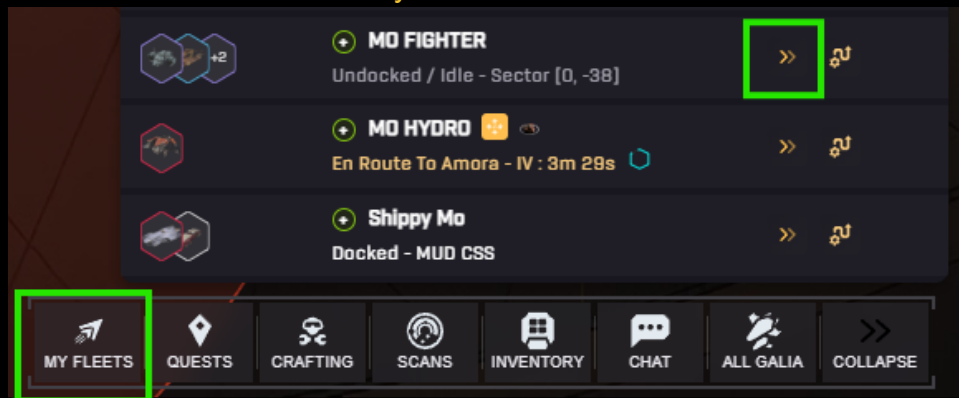 +2
MO FIGHTER
Undocked / Idle - Sector [0, -38]
MO HYDRO
En Route To Amora - IV : 3m 29s
Shippy Mo
Docked - MUD CSS
MY FLEETS
QUESTS
CRAFTING
SCANS
INVENTORY
CHAT
ALL GALIA
COLLAPSE